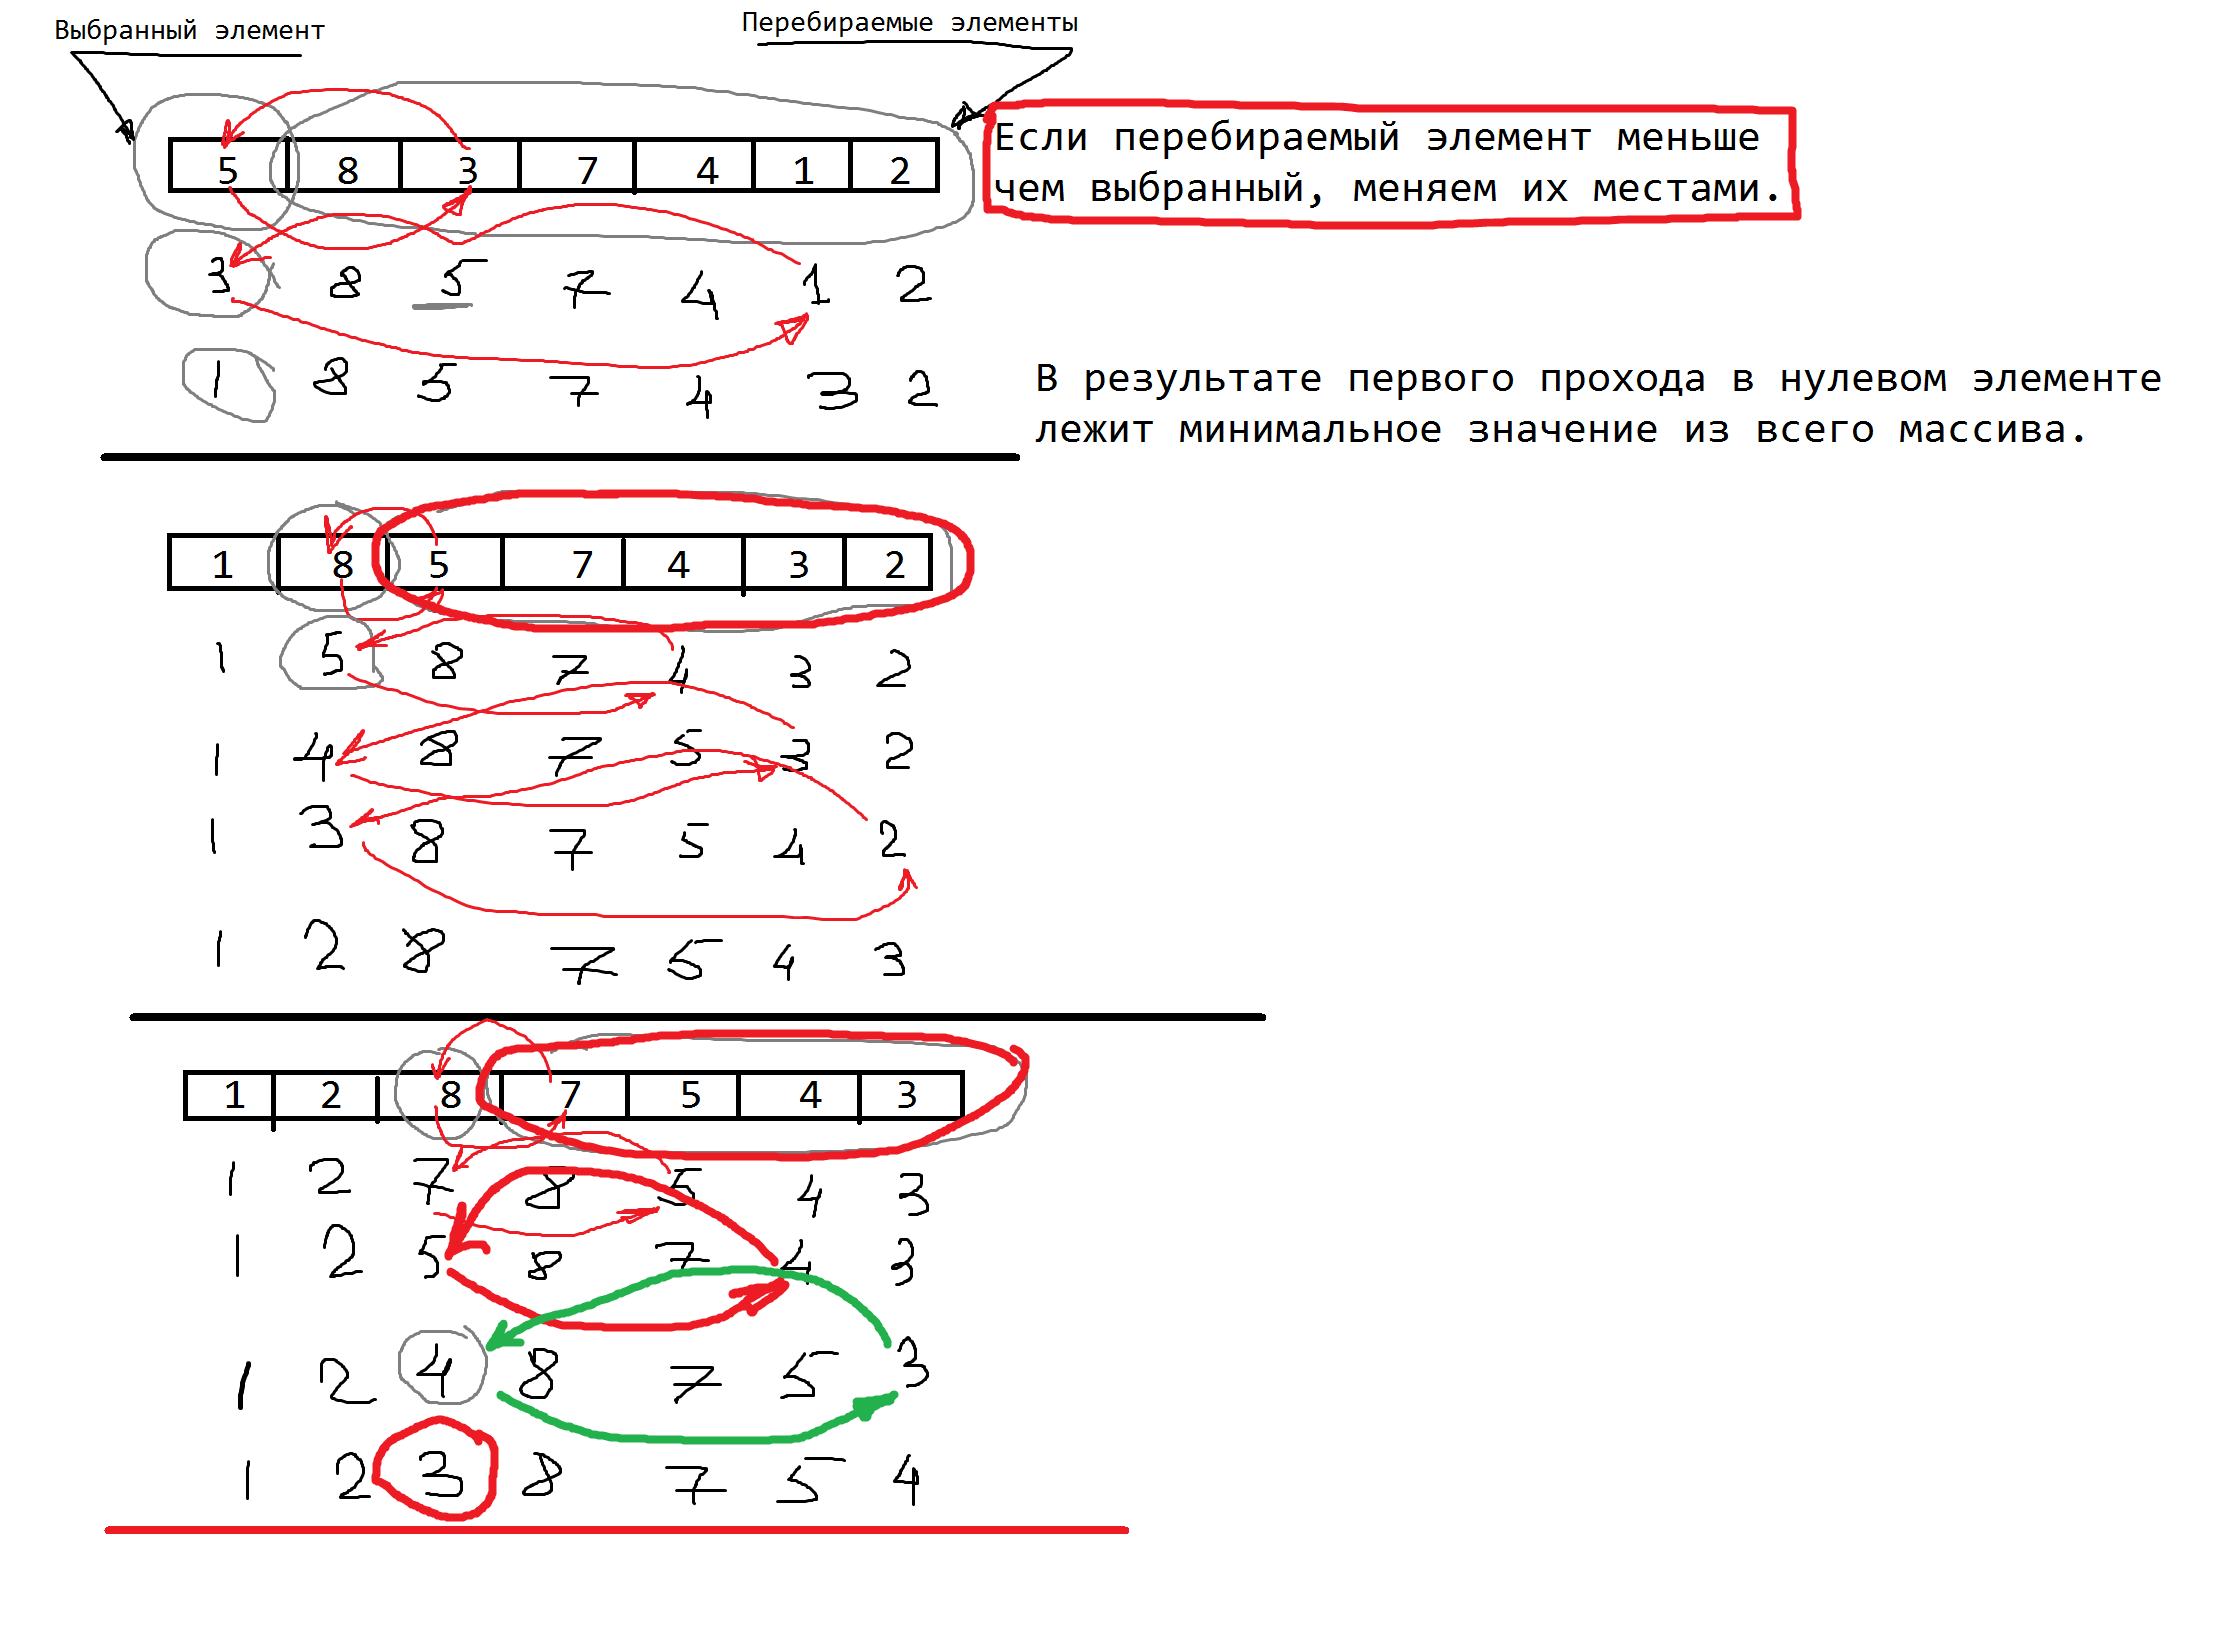 Выбранный элемент
Перебираемые элементы
5 8 3 7 4 1 2
Если перебираемый элемент меньше
чем выбранный, меняем их местами.
3 8 5 7 4 1 2
1 8 5 7 4 3 2
В результате первого прохода в нулевом элементе
лежит минимальное значение из всего массива.
1 8 5 7 4 3 2
1 5 8 7 4 3 2
1 4 8 7 5 3 2
1 3 8 7 5 4 2
1 2 8 7 5 4 3
1 2 8 7 5 4 3
1 2 7 8 5 4 3
1 2 5 8 7 4 3
1 2 4 8 7 5 3
1 2 3 8 7 5 4